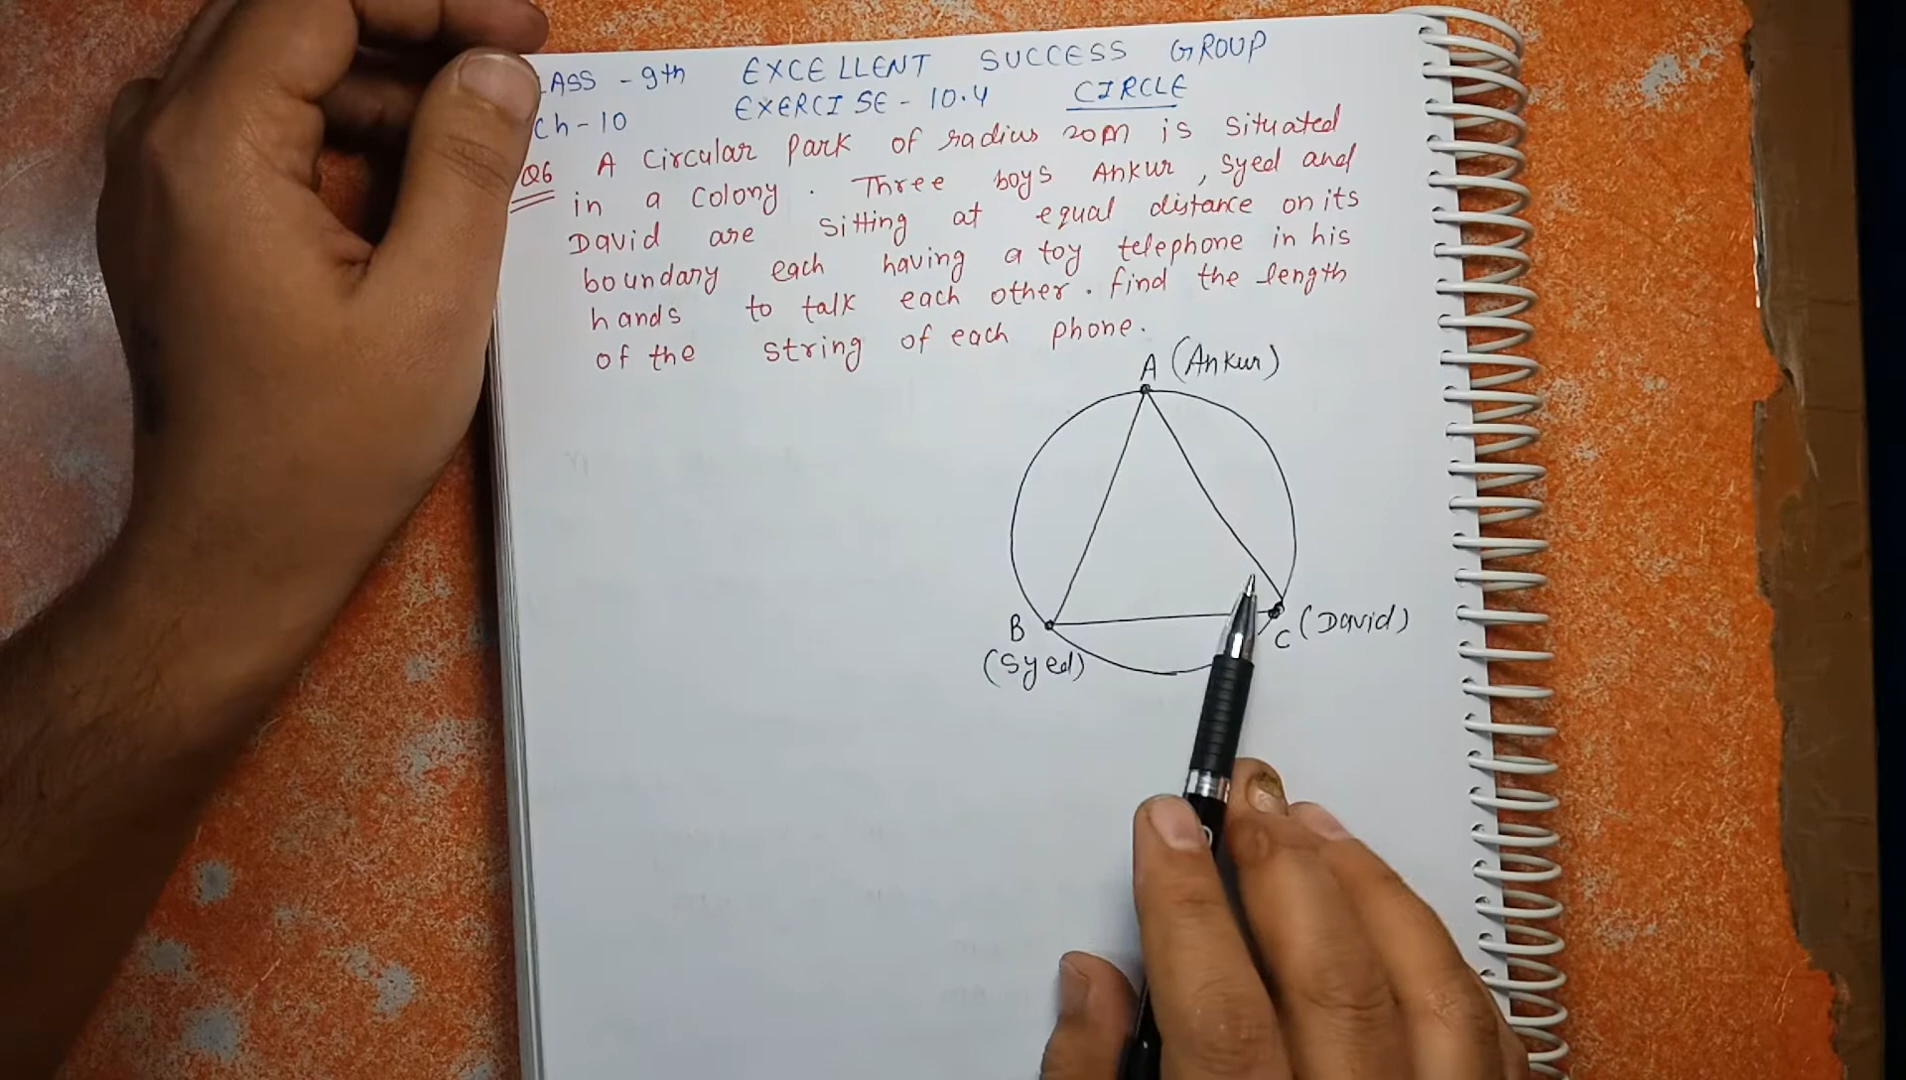 LASS - 9th EXCELLENT SUCCESS GROUP
Ch - 10 EXERCISE - 10.4 CIRCLE
Q6 A Circular Park of radius 20m is situated
in a Colony. Three boys Ankur, Syed and
David are sitting at equal distance on its
boundary each having a toy telephone in his
hands to talk each other. find the length
of the string of each phone.
A (Ankur)
B
(Syed)
C (David)